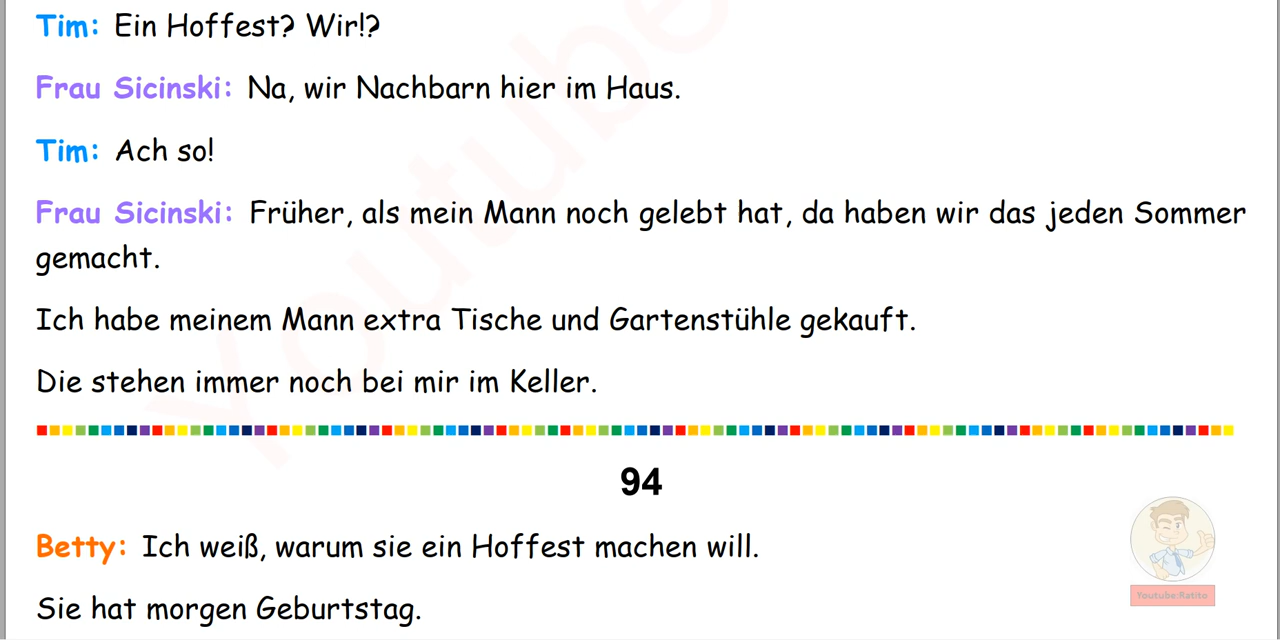 Tim: Ein Hoffest? Wir!?
Frau Sicinski: Na, wir Nachbarn hier im Haus.
Tim: Ach so!
Frau Sicinski: Früher, als mein Mann noch gelebt hat, da haben wir das jeden Sommer
gemacht.
Ich habe meinem Mann extra Tische und Gartenstühle gekauft.
Die stehen immer noch bei mir im Keller.
94
Betty: Ich weiß, warum sie ein Hoffest machen will.
Sie hat morgen Geburtstag.
Youtube:Ratito
Youtube